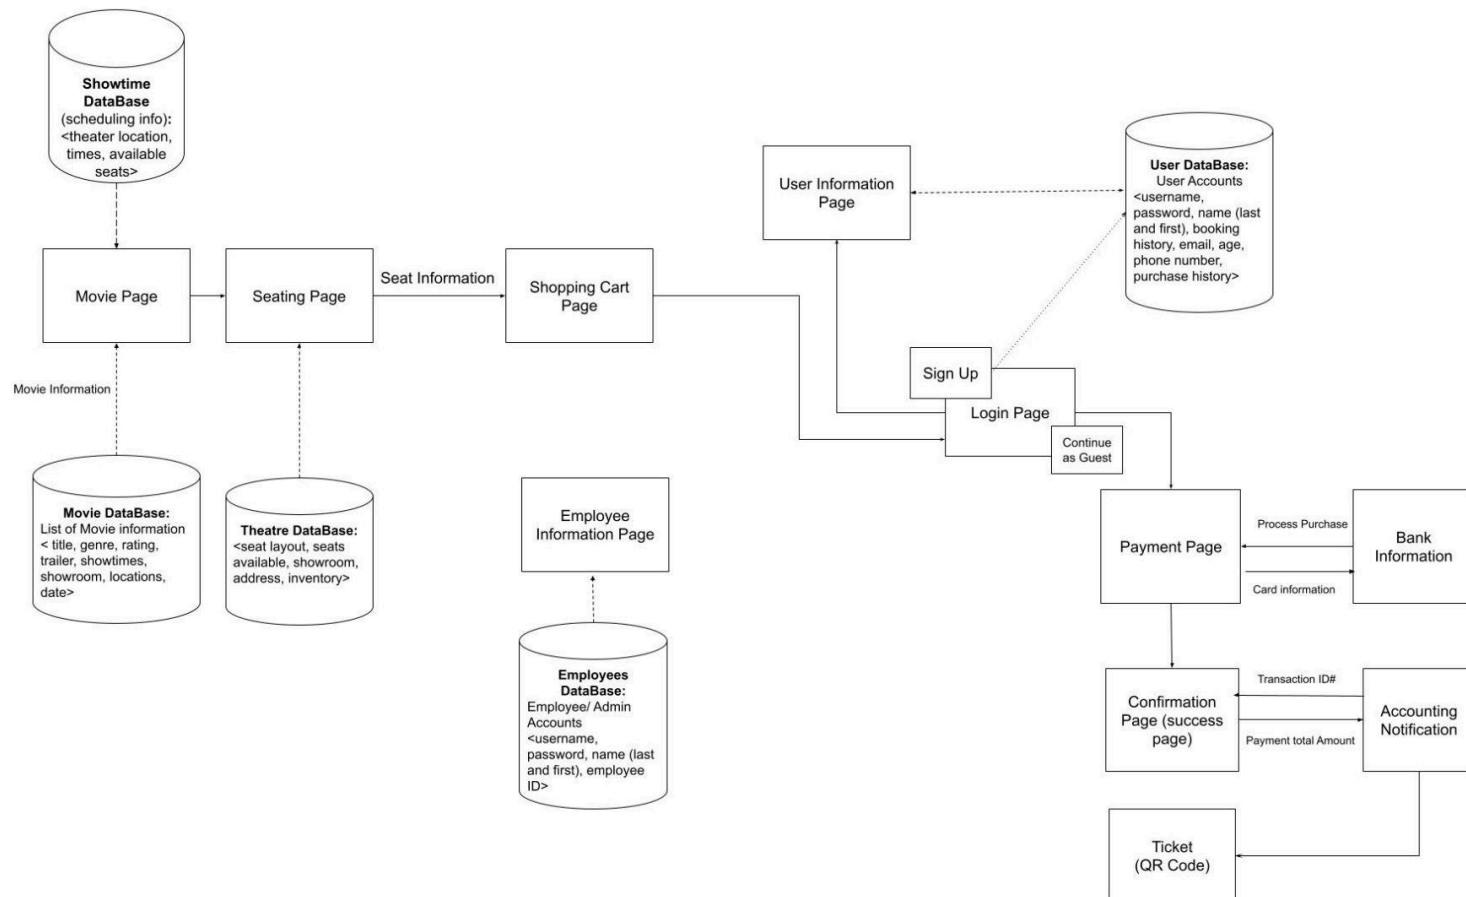 Showtime
DataBase
(scheduling info):
<theater location,
times, available
seats>
Movie Page
Seating Page
Seat Information
Shopping Cart
Page
Movie Information
Movie DataBase:
List of Movie information
< title, genre, rating,
trailer, showtimes,
showroom, locations,
date>
Theatre DataBase:
<seat layout, seats
available, showroom,
address, inventory>
Employee
Information Page
Employees
DataBase:
Employee/ Admin
Accounts
<username,
password, name (last
and first), employee
ID>
User Information
Page
User DataBase:
User Accounts
<username,
password, name (last
and first), booking
history, email, age,
phone number,
purchase history>
Sign Up
Login Page
Continue
as Guest
Payment Page
Process Purchase
Card information
Bank
Information
Confirmation
Page (success
page)
Transaction ID#
Payment total Amount
Accounting
Notification
Ticket
(QR Code)